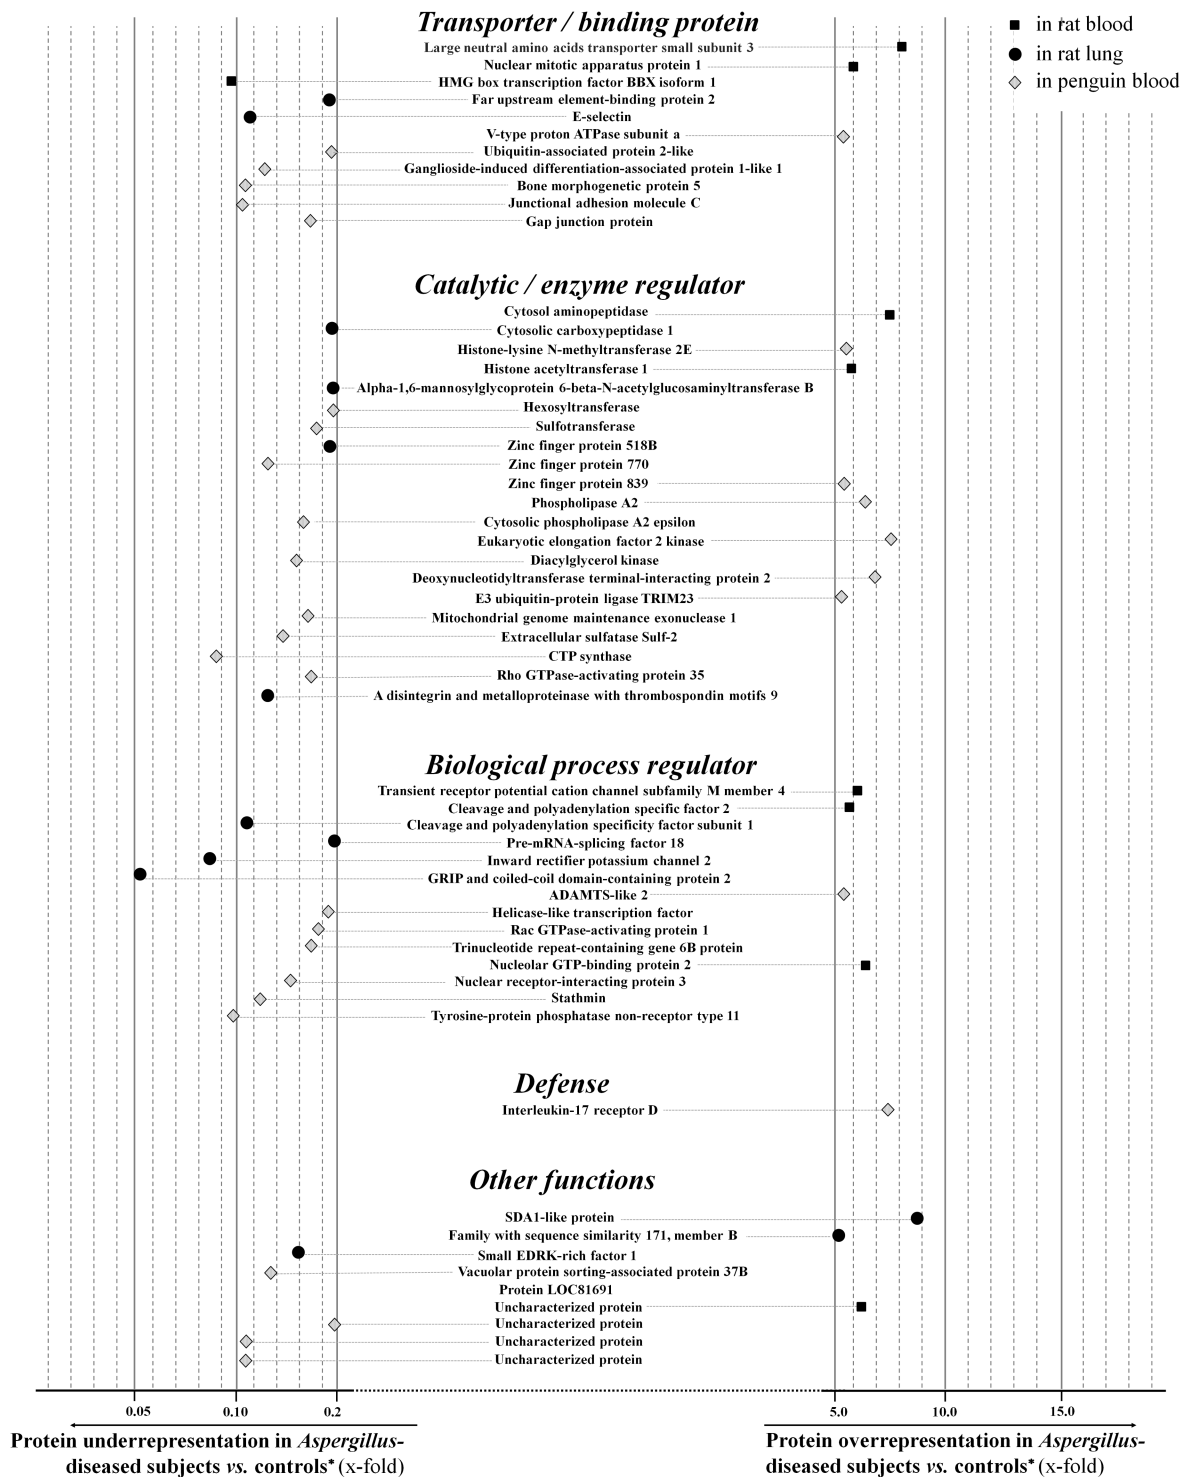 Transporter / binding protein
in rat blood
in rat lung
in penguin blood
Large neutral amino acids transporter small subunit 3
Nuclear mitotic apparatus protein 1
HMG box transcription factor BBX isoform 1
Far upstream element-binding protein 2
E-selectin
V-type proton ATPase subunit a
Ubiquitin-associated protein 2-like
Ganglioside-induced differentiation-associated protein 1-like 1
Bone morphogenetic protein 5
Junctional adhesion molecule C
Gap junction protein
Catalytic / enzyme regulator
Cytosol aminopeptidase
Cytosolic carboxypeptidase 1
Histone-lysine N-methyltransferase 2E
Histone acetyltransferase 1
Alpha-1,6-mannosylglycoprotein 6-beta-N-acetylglucosaminyltransferase B
Hexosyltransferase
Sulfotransferase
Zinc finger protein 518B
Zinc finger protein 770
Zinc finger protein 839
Phospholipase A2
Cytosolic phospholipase A2 epsilon
Eukaryotic elongation factor 2 kinase
Diacylglycerol kinase
Deoxynucleotidyltransferase terminal-interacting protein 2
E3 ubiquitin-protein ligase TRIM23
Mitochondrial genome maintenance exonuclease 1
Extracellular sulfatase Sulf-2
CTP synthase
Rho GTPase-activating protein 35
A disintegrin and metalloproteinase with thrombospondin motifs 9
Biological process regulator
Transient receptor potential cation channel subfamily M member 4
Cleavage and polyadenylation specific factor 2
Cleavage and polyadenylation specificity factor subunit 1
Pre-mRNA-splicing factor 18
Inward rectifier potassium channel 2
GRIP and coiled-coil domain-containing protein 2
ADAMTS-like 2
Helicase-like transcription factor
Rac GTPase-activating protein 1
Trinucleotide repeat-containing gene 6B protein
Nucleolar GTP-binding protein 2
Nuclear receptor-interacting protein 3
Stathmin
Tyrosine-protein phosphatase non-receptor type 11
Defense
Interleukin-17 receptor D
Other functions
SDA1-like protein
Family with sequence similarity 171, member B
Small EDRK-rich factor 1
Vacuolar protein sorting-associated protein 37B
Protein LOC81691
Uncharacterized protein
Uncharacterized protein
Uncharacterized protein
Uncharacterized protein
0.05 0.10 0.2 5.0 10.0 15.0
Protein underrepresentation in Aspergillus-
diseased subjects vs. controls* (x-fold)
Protein overrepresentation in Aspergillus-
diseased subjects vs. controls* (x-fold)